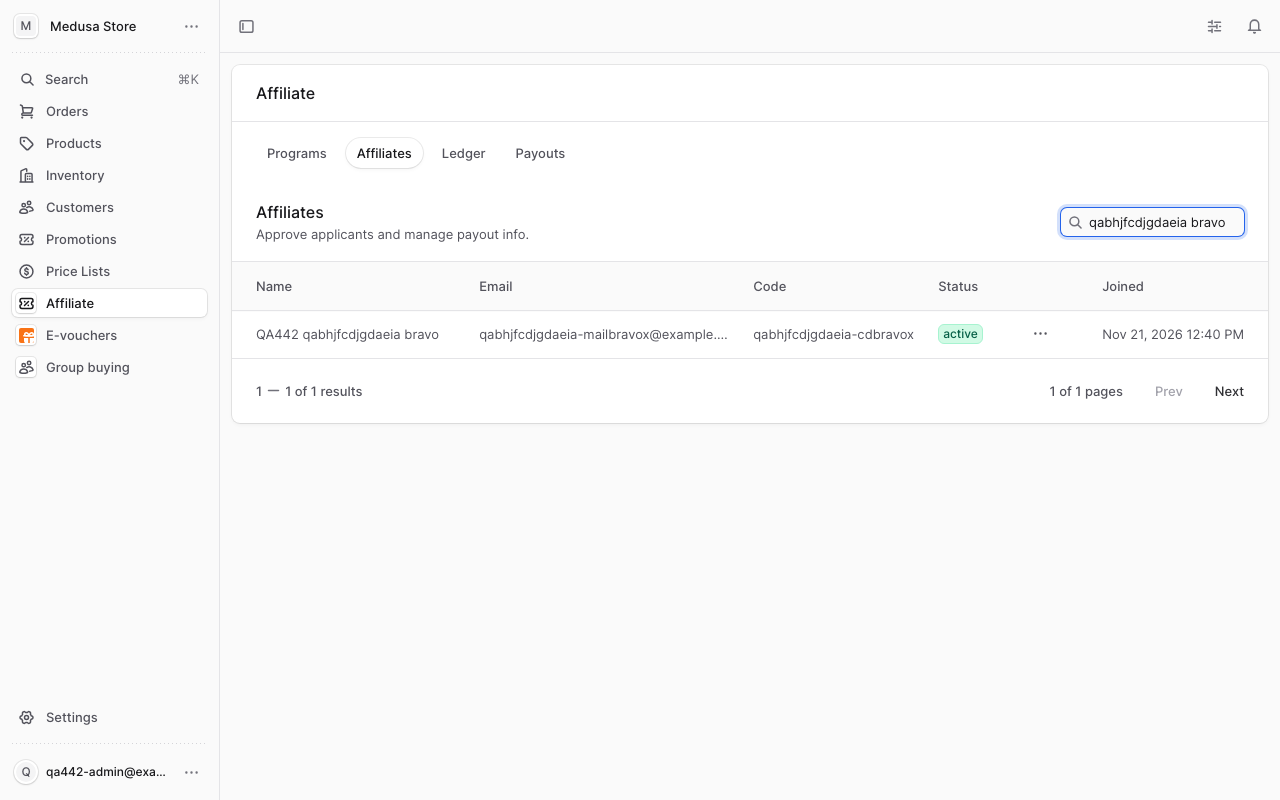 M Medusa Store
Search ⌘K
Orders
Products
Inventory
Customers
Promotions
Price Lists
Affiliate
E-vouchers
Group buying
Settings
Q qa442-admin@exa...
Affiliate
Programs Affiliates Ledger Payouts
Affiliates
Approve applicants and manage payout info.
qabhjfcdjgdaeia bravo
Name Email Code Status Joined
QA442 qabhjfcdjgdaeia bravo qabhjfcdjgdaeia-mailbravox@example.... qabhjfcdjgdaeia-cdbravox active Nov 21, 2026 12:40 PM
1 — 1 of 1 results 1 of 1 pages Prev Next